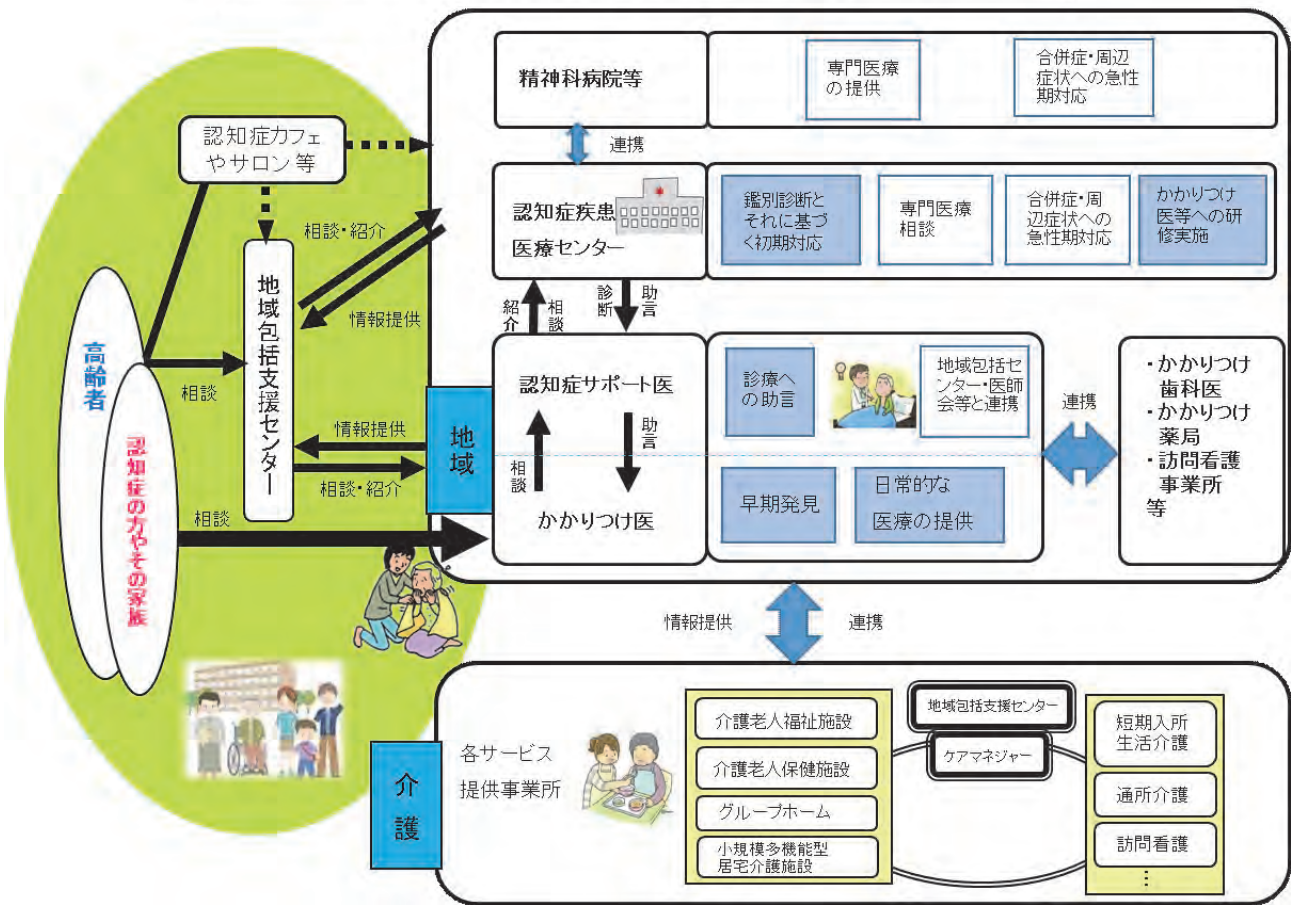 精神科病院等
専門医療
の提供
合併症・周辺
症状への急性
期対応
連携
認知症カフェ
やサロン等
認知症疾患
医療センター
鑑別診断と
それに基づ
く初期対応
専門医療
相談
合併症・周
辺症状への
急性期対応
かかりつけ
医等への研
修実施
相談・紹介
情報提供
紹介
相談
診断
助言
高齢者
認知症の方やその家族
相談
地域包括支援センター
情報提供
相談・紹介
相談
地域
認知症サポート医
相談
助言
かかりつけ医
診療へ
の助言
地域包括セ
ンター・医師
会等と連携
早期発見
日常的な
医療の提供
連携
・かかりつけ
歯科医
・かかりつけ
薬局
・訪問看護
事業所
等
情報提供
連携
介護
各サービス
提供事業所
介護老人福祉施設
介護老人保健施設
グループホーム
小規模多機能型
居宅介護施設
地域包括支援センター
ケアマネジャー
短期入所
生活介護
通所介護
訪問看護
⋮